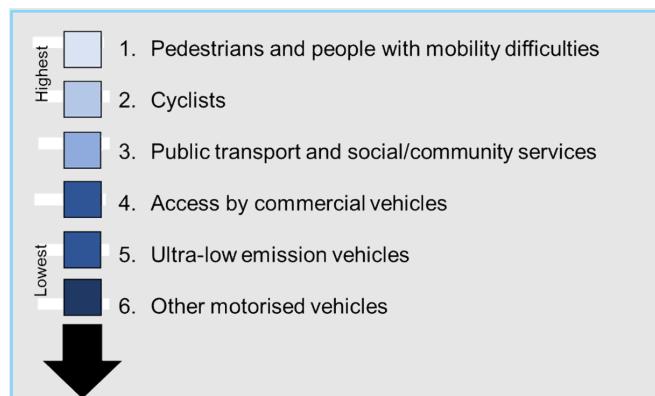 Highest
1. Pedestrians and people with mobility difficulties
2. Cyclists
3. Public transport and social/community services
4. Access by commercial vehicles
Lowest
5. Ultra-low emission vehicles
6. Other motorised vehicles